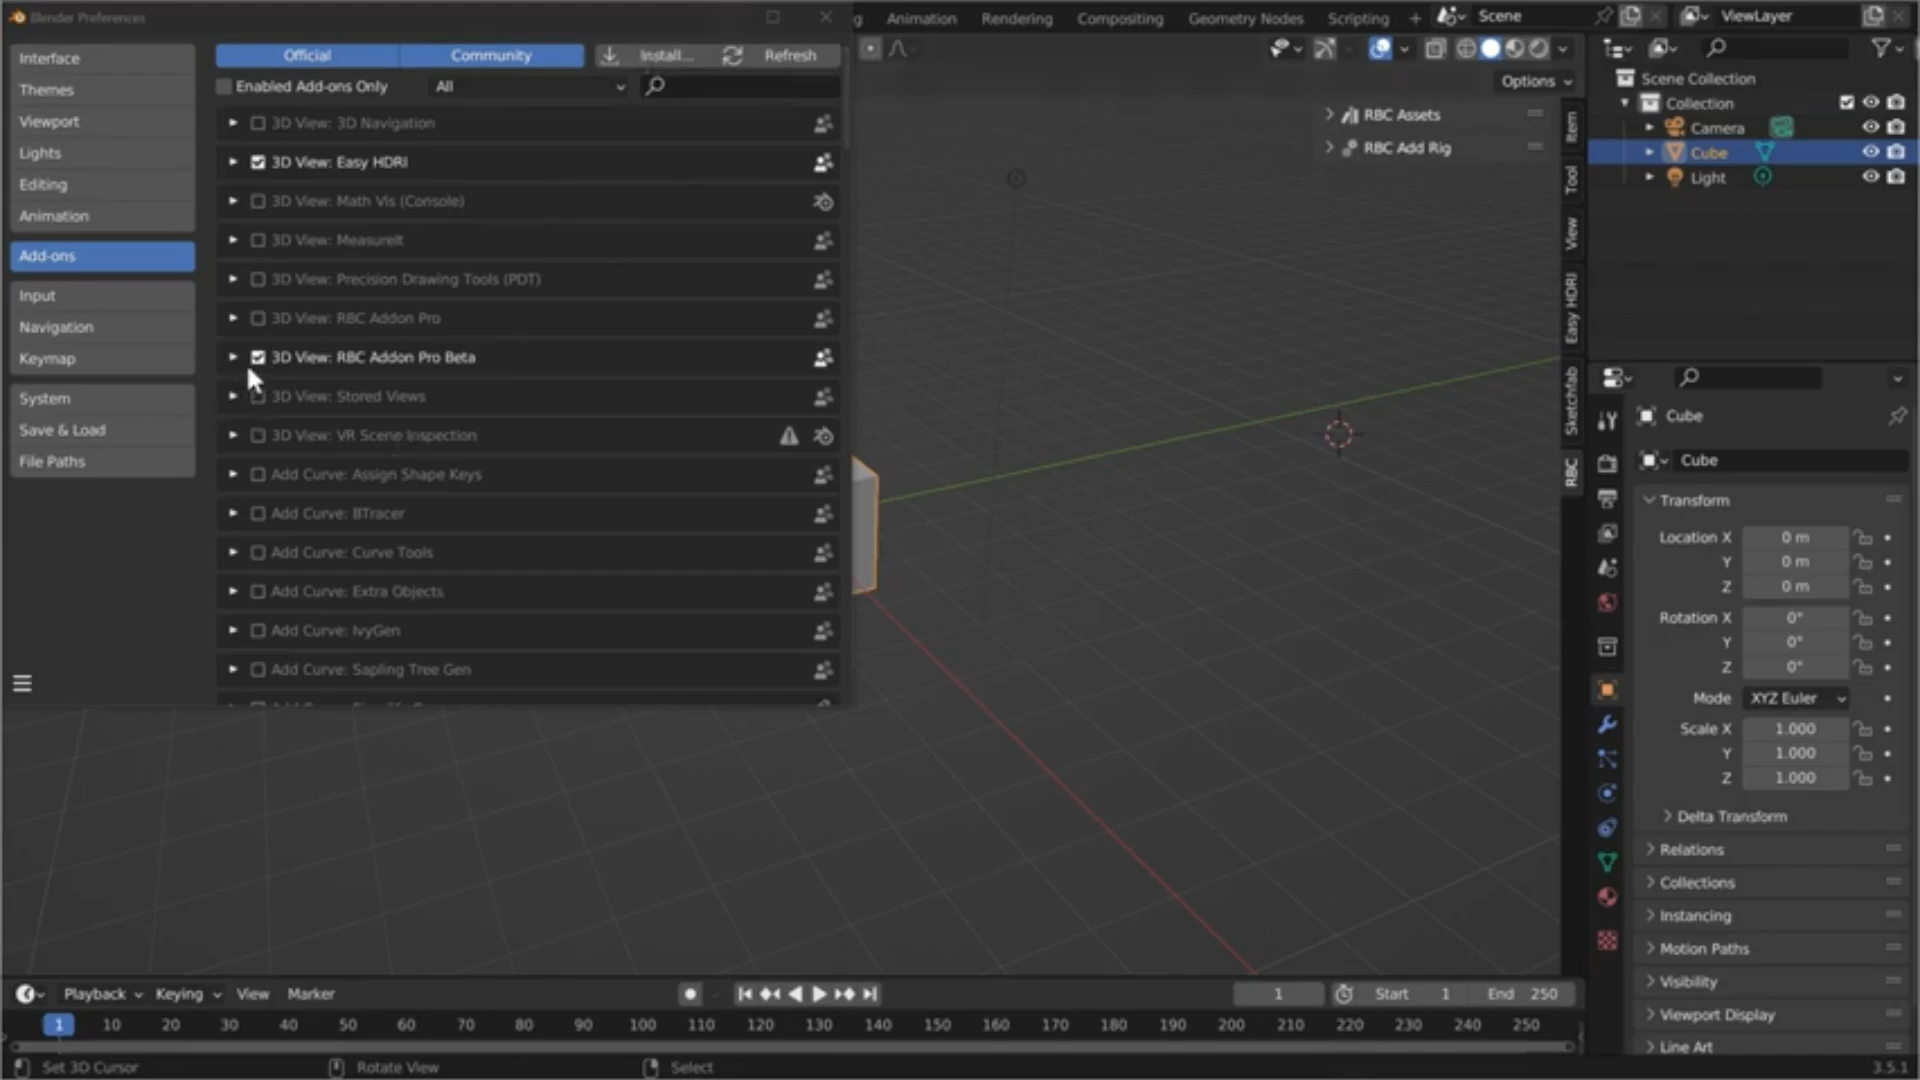 Blender Preferences
Interface
Themes
Viewport
Lights
Editing
Animation
Add-ons
Input
Navigation
Keymap
System
Save & Load
File Paths
Official
Community
Install...
Refresh
Enabled Add-ons Only
All
3D View: 3D Navigation
3D View: Easy HDRI
3D View: Math Vis (Console)
3D View: MeasureIt
3D View: Precision Drawing Tools (PDT)
3D View: RBC Addon Pro
3D View: RBC Addon Pro Beta
3D View: Stored Views
3D View: VR Scene Inspection
Add Curve: Assign Shape Keys
Add Curve: BTracer
Add Curve: Curve Tools
Add Curve: Extra Objects
Add Curve: IvyGen
Add Curve: Sapling Tree Gen
g
Animation
Rendering
Compositing
Geometry Nodes
Scripting
+
Scene
ViewLayer
Options
RBC Assets
RBC Add Rig
Item
Tool
View
Easy HDRI
Sketchfab
RBC
Scene Collection
Collection
Camera
Cube
Light
Cube
Cube
Transform
Location X 0 m
Y 0 m
Z 0 m
Rotation X 0°
Y 0°
Z 0°
Mode XYZ Euler
Scale X 1.000
Y 1.000
Z 1.000
Delta Transform
Relations
Collections
Instancing
Motion Paths
Visibility
Viewport Display
Line Art
Playback
Keying
View
Marker
1
Start 1
End 250
1 10 20 30 40 50 60 70 80 90 100 110 120 130 140 150 160 170 180 190 200 210 220 230 240 250
Set 3D Cursor
Rotate View
Select
3.5.1